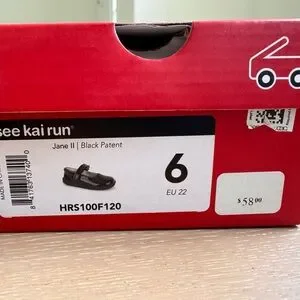 see kai run®
Jane II | Black Patent
6
EU 22
HRS100F120
$58.00